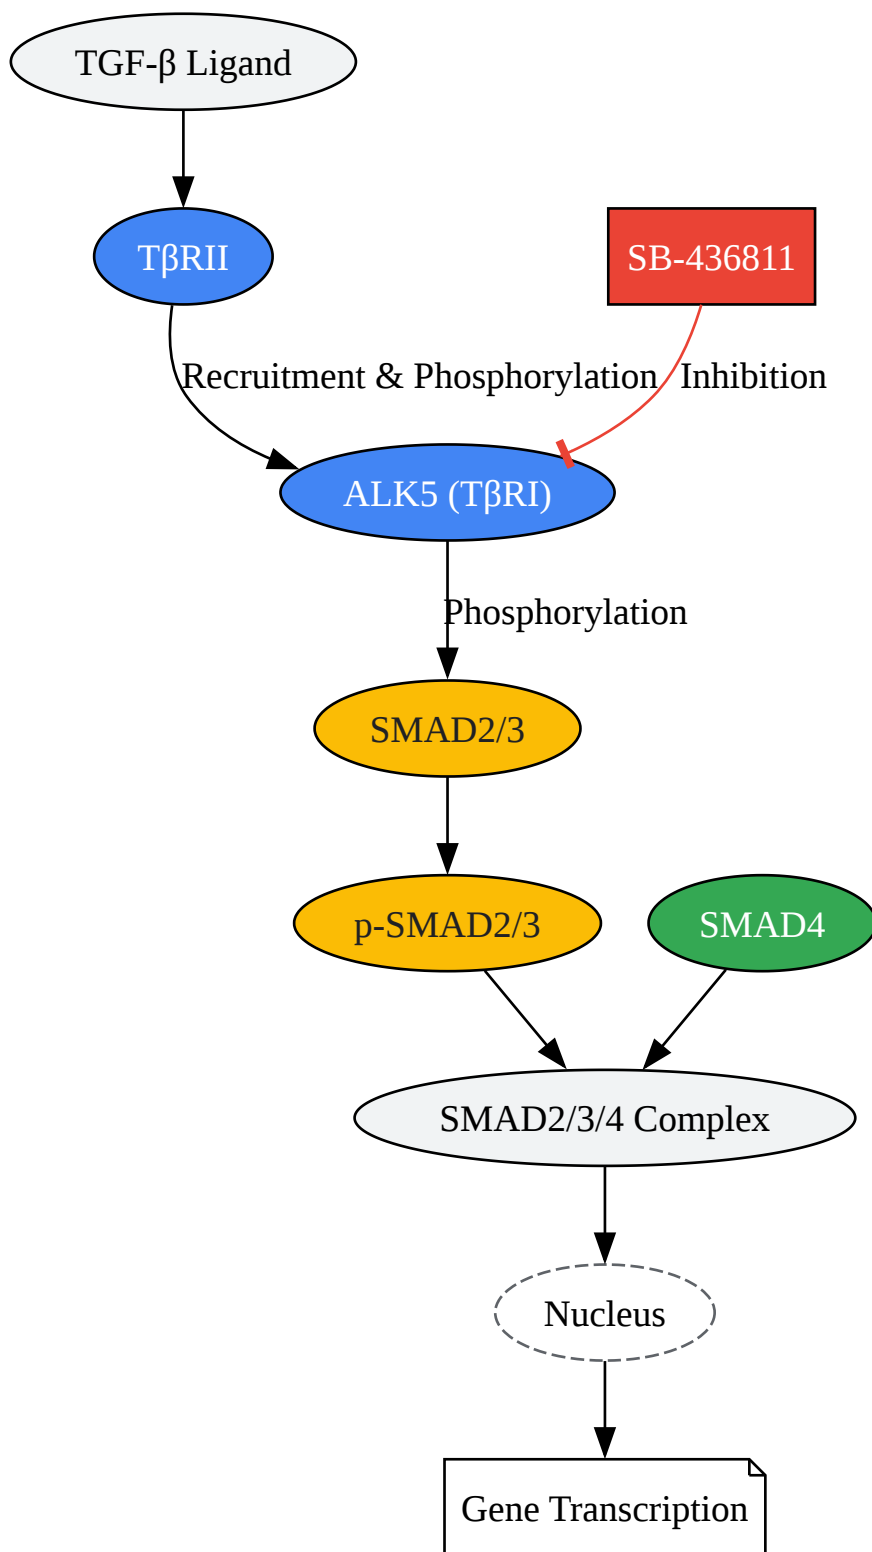 TGF-β Ligand
TβRII
SB-436811
Recruitment & Phosphorylation
Inhibition
ALK5 (TβRI)
Phosphorylation
SMAD2/3
p-SMAD2/3
SMAD4
SMAD2/3/4 Complex
Nucleus
Gene Transcription